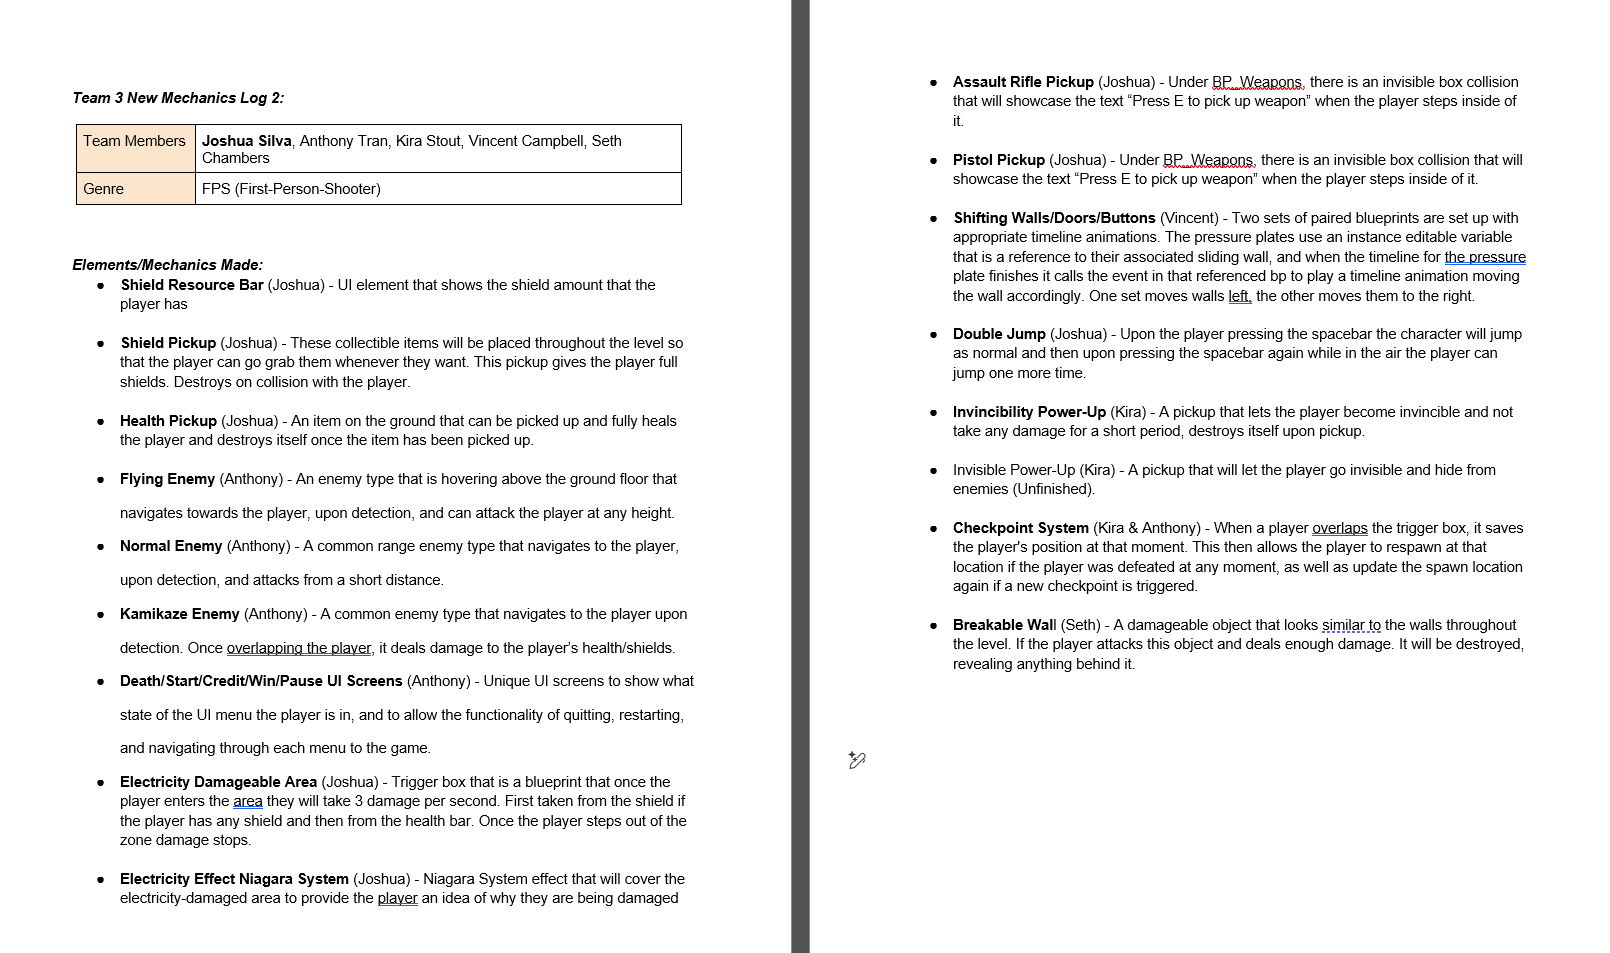 Team 3 New Mechanics Log 2:
Team Members
Joshua Silva, Anthony Tran, Kira Stout, Vincent Campbell, Seth
Chambers
Genre
FPS (First-Person-Shooter)
Elements/Mechanics Made:
● Shield Resource Bar (Joshua) - UI element that shows the shield amount that the
player has
● Shield Pickup (Joshua) - These collectible items will be placed throughout the level so
that the player can go grab them whenever they want. This pickup gives the player full
shields. Destroys on collision with the player.
● Health Pickup (Joshua) - An item on the ground that can be picked up and fully heals
the player and destroys itself once the item has been picked up.
● Flying Enemy (Anthony) - An enemy type that is hovering above the ground floor that
navigates towards the player, upon detection, and can attack the player at any height.
● Normal Enemy (Anthony) - A common range enemy type that navigates to the player,
upon detection, and attacks from a short distance.
● Kamikaze Enemy (Anthony) - A common enemy type that navigates to the player upon
detection. Once overlapping the player, it deals damage to the player's health/shields.
● Death/Start/Credit/Win/Pause UI Screens (Anthony) - Unique UI screens to show what
state of the UI menu the player is in, and to allow the functionality of quitting, restarting,
and navigating through each menu to the game.
● Electricity Damageable Area (Joshua) - Trigger box that is a blueprint that once the
player enters the area they will take 3 damage per second. First taken from the shield if
the player has any shield and then from the health bar. Once the player steps out of the
zone damage stops.
● Electricity Effect Niagara System (Joshua) - Niagara System effect that will cover the
electricity-damaged area to provide the player an idea of why they are being damaged
● Assault Rifle Pickup (Joshua) - Under BP_Weapons, there is an invisible box collision
that will showcase the text “Press E to pick up weapon” when the player steps inside of
it.
● Pistol Pickup (Joshua) - Under BP_Weapons, there is an invisible box collision that will
showcase the text “Press E to pick up weapon” when the player steps inside of it.
● Shifting Walls/Doors/Buttons (Vincent) - Two sets of paired blueprints are set up with
appropriate timeline animations. The pressure plates use an instance editable variable
that is a reference to their associated sliding wall, and when the timeline for the pressure
plate finishes it calls the event in that referenced bp to play a timeline animation moving
the wall accordingly. One set moves walls left, the other moves them to the right.
● Double Jump (Joshua) - Upon the player pressing the spacebar the character will jump
as normal and then upon pressing the spacebar again while in the air the player can
jump one more time.
● Invincibility Power-Up (Kira) - A pickup that lets the player become invincible and not
take any damage for a short period, destroys itself upon pickup.
● Invisible Power-Up (Kira) - A pickup that will let the player go invisible and hide from
enemies (Unfinished).
● Checkpoint System (Kira & Anthony) - When a player overlaps the trigger box, it saves
the player's position at that moment. This then allows the player to respawn at that
location if the player was defeated at any moment, as well as update the spawn location
again if a new checkpoint is triggered.
● Breakable Wall (Seth) - A damageable object that looks similar to the walls throughout
the level. If the player attacks this object and deals enough damage. It will be destroyed,
revealing anything behind it.